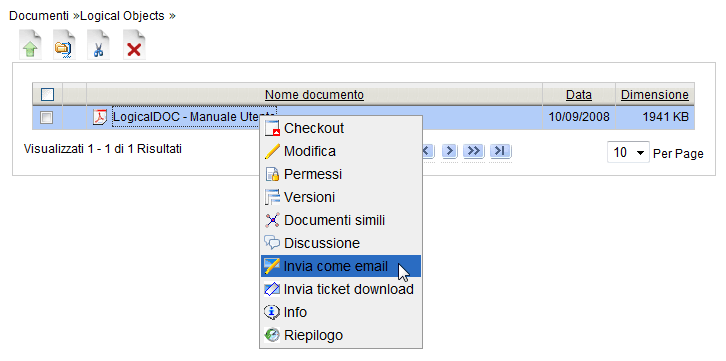 Documenti »Logical Objects »
Nome documento Data Dimensione
LogicalDOC - Manuale Utente 10/09/2008 1941 KB
Visualizzati 1 - 1 di 1 Risultati 10 Per Page
Checkout
Modifica
Permessi
Versioni
Documenti simili
Discussione
Invia come email
Invia ticket download
Info
Riepilogo